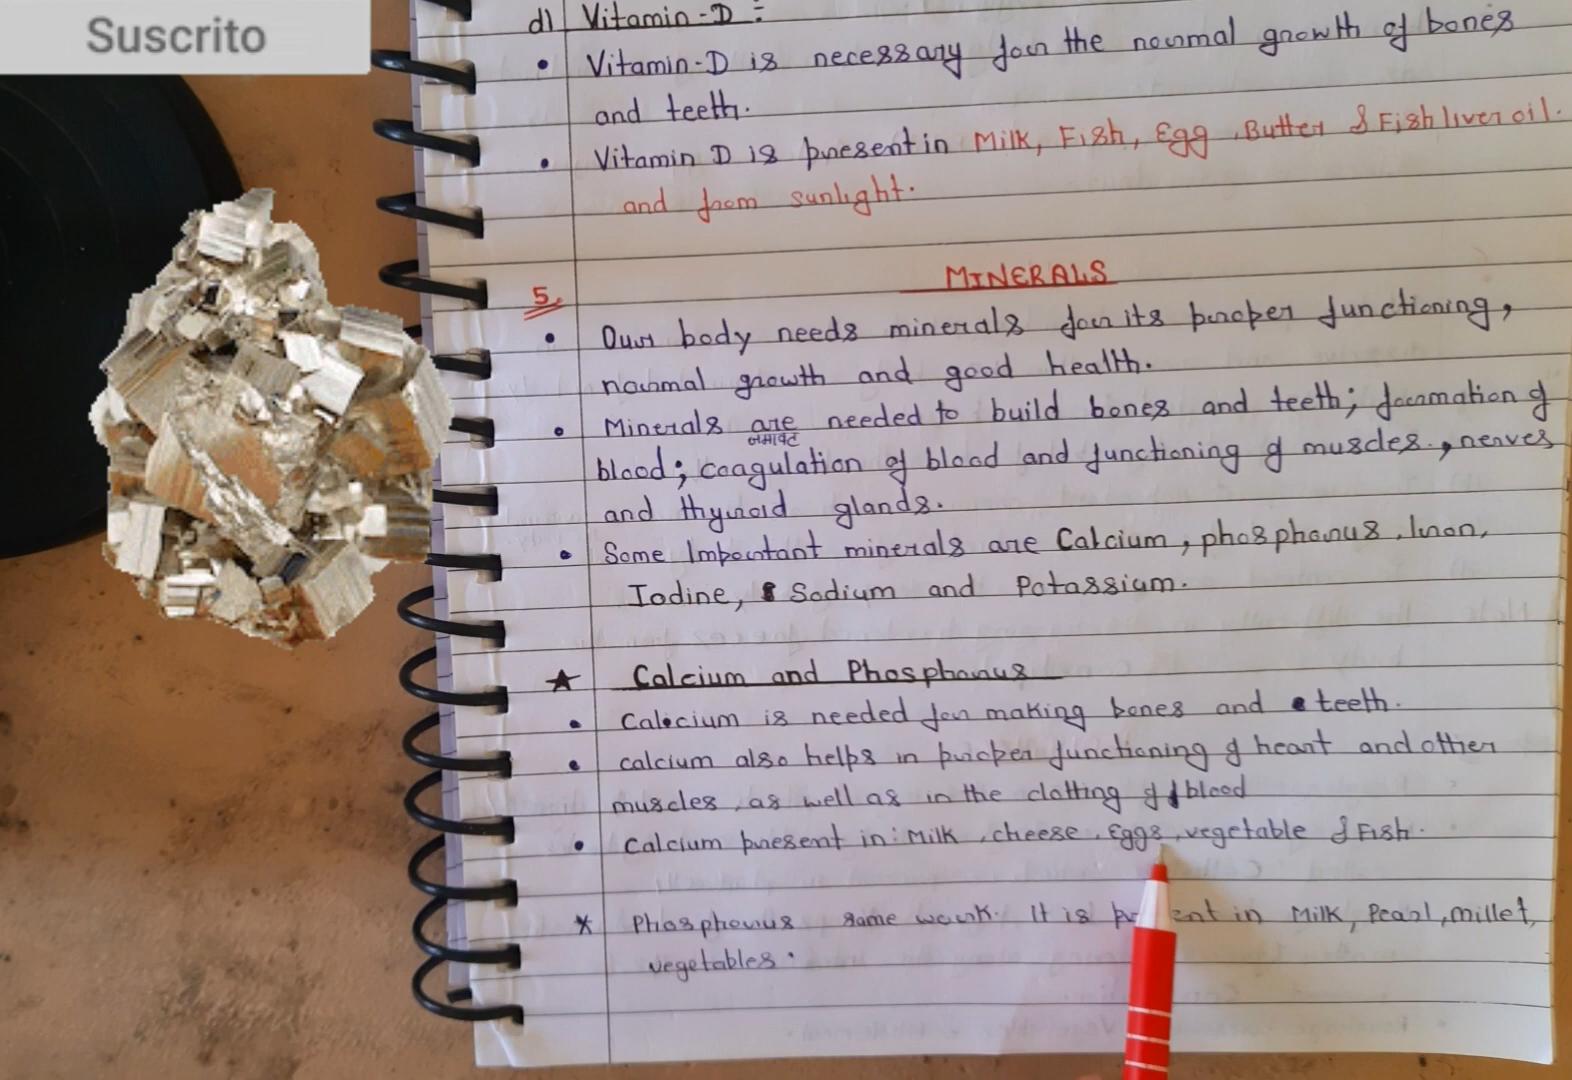 Suscrito
d) Vitamin-D :
• Vitamin-D is necessary for the normal growth of bones
and teeth.
• Vitamin D is present in Milk, Fish, Egg, Butter & Fish liver oil.
and from sunlight.
5. MINERALS
• Our body needs minerals for its proper functioning,
normal growth and good health.
• Minerals are needed to build bones and teeth; formation of
जमावट
blood; coagulation of blood and functioning of muscles, nerves
and thyroid glands.
• Some Important minerals are Calcium, phosphorus, Iron,
Iodine, Sodium and Potassium.
★ Calcium and Phosphorus
• Calcium is needed for making bones and teeth.
• calcium also helps in proper functioning of heart and other
muscles, as well as in the clotting of blood
• Calcium present in: Milk, cheese, Eggs, vegetable & Fish.
* Phosphorus same work. It is pr ent in Milk, Pearl, millet,
vegetables.